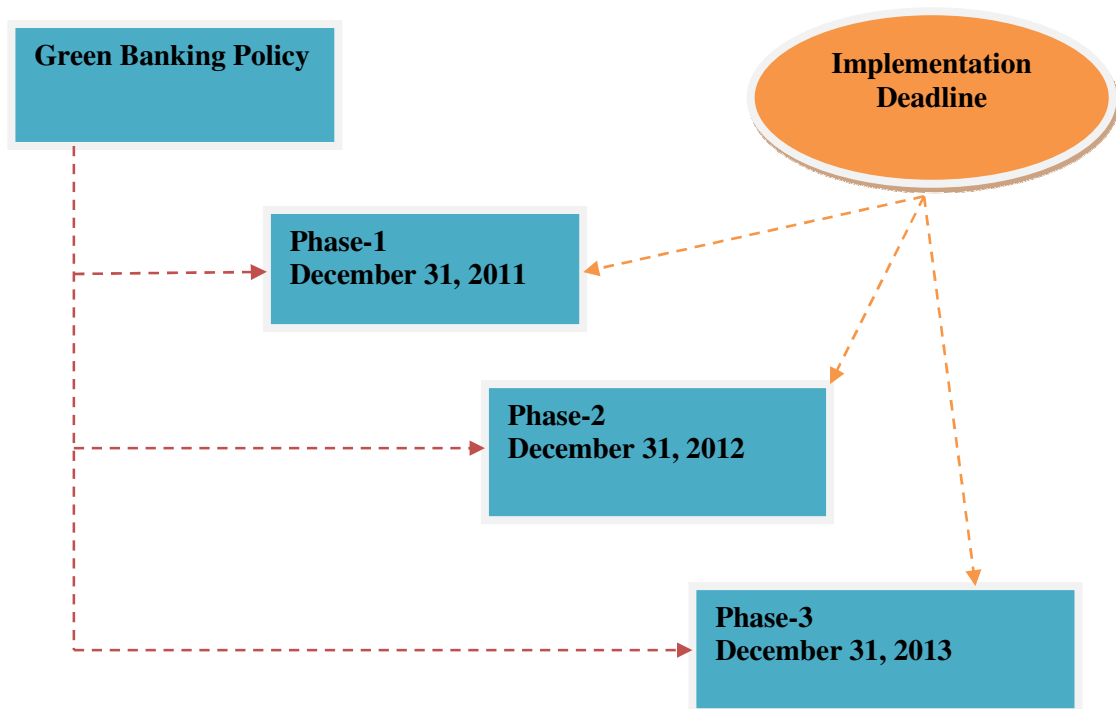 Green Banking Policy
Implementation
Deadline
Phase-1
December 31, 2011
Phase-2
December 31, 2012
Phase-3
December 31, 2013